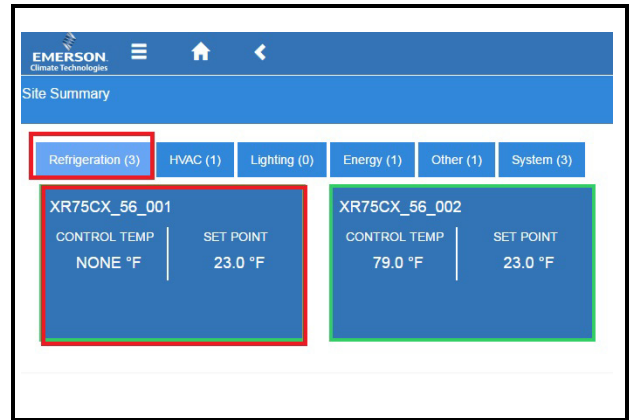 EMERSON.
Climate Technologies
Site Summary
Refrigeration (3) HVAC (1) Lighting (0) Energy (1) Other (1) System (3)
XR75CX_56_001
CONTROL TEMP SET POINT
NONE °F 23.0 °F
XR75CX_56_002
CONTROL TEMP SET POINT
79.0 °F 23.0 °F